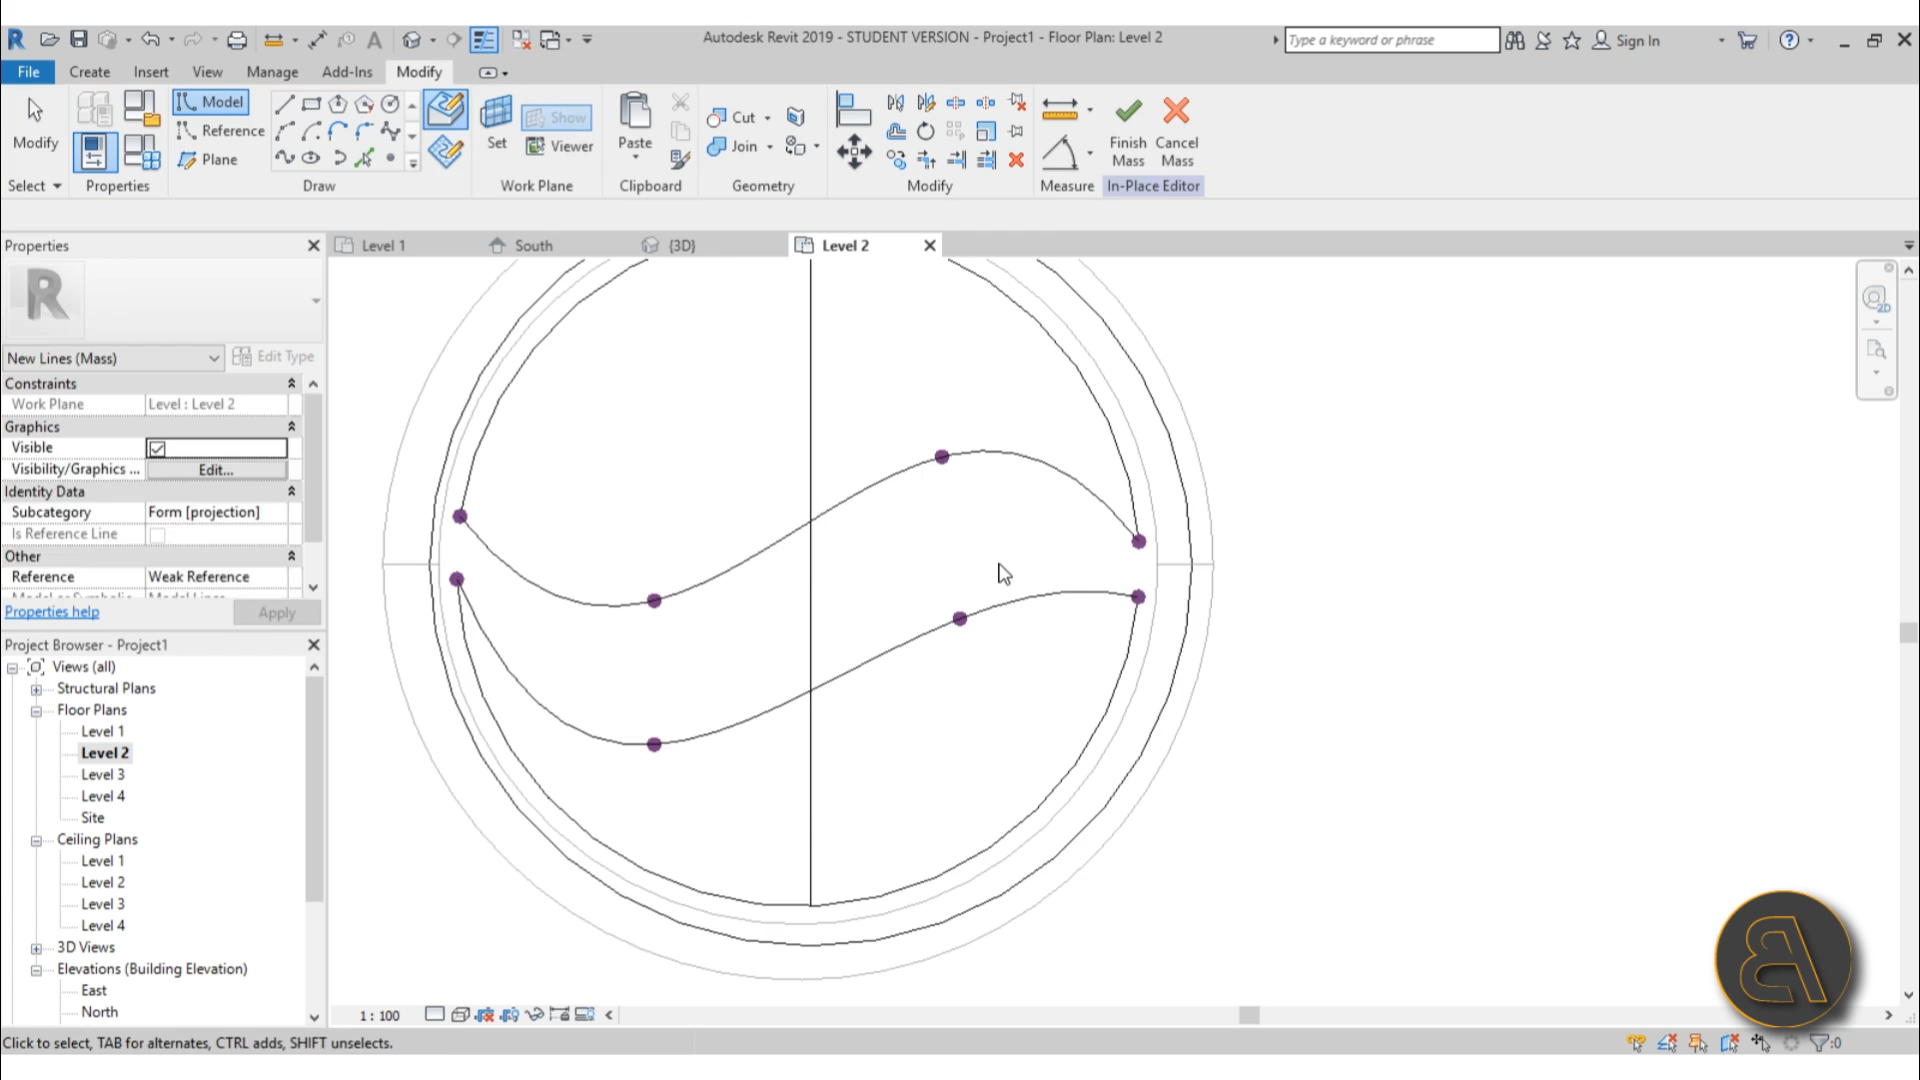 Autodesk Revit 2019 - STUDENT VERSION - Project1 - Floor Plan: Level 2
Type a keyword or phrase
Sign In
File Create Insert View Manage Add-Ins Modify
Modify
Model
Reference
Plane
Set
Show
Viewer
Paste
Cut
Join
Finish Mass
Cancel Mass
Select Properties Draw Work Plane Clipboard Geometry Modify Measure In-Place Editor
Properties
Level 1 South {3D} Level 2
R
2D
New Lines (Mass) Edit Type
Constraints
Work Plane Level : Level 2
Graphics
Visible
Visibility/Graphics ... Edit...
Identity Data
Subcategory Form [projection]
Is Reference Line
Other
Reference Weak Reference
Properties help Apply
Project Browser - Project1
Views (all)
Structural Plans
Floor Plans
Level 1
Level 2
Level 3
Level 4
Site
Ceiling Plans
Level 1
Level 2
Level 3
Level 4
3D Views
Elevations (Building Elevation)
East
North
1 : 100
Click to select, TAB for alternates, CTRL adds, SHIFT unselects.
:0